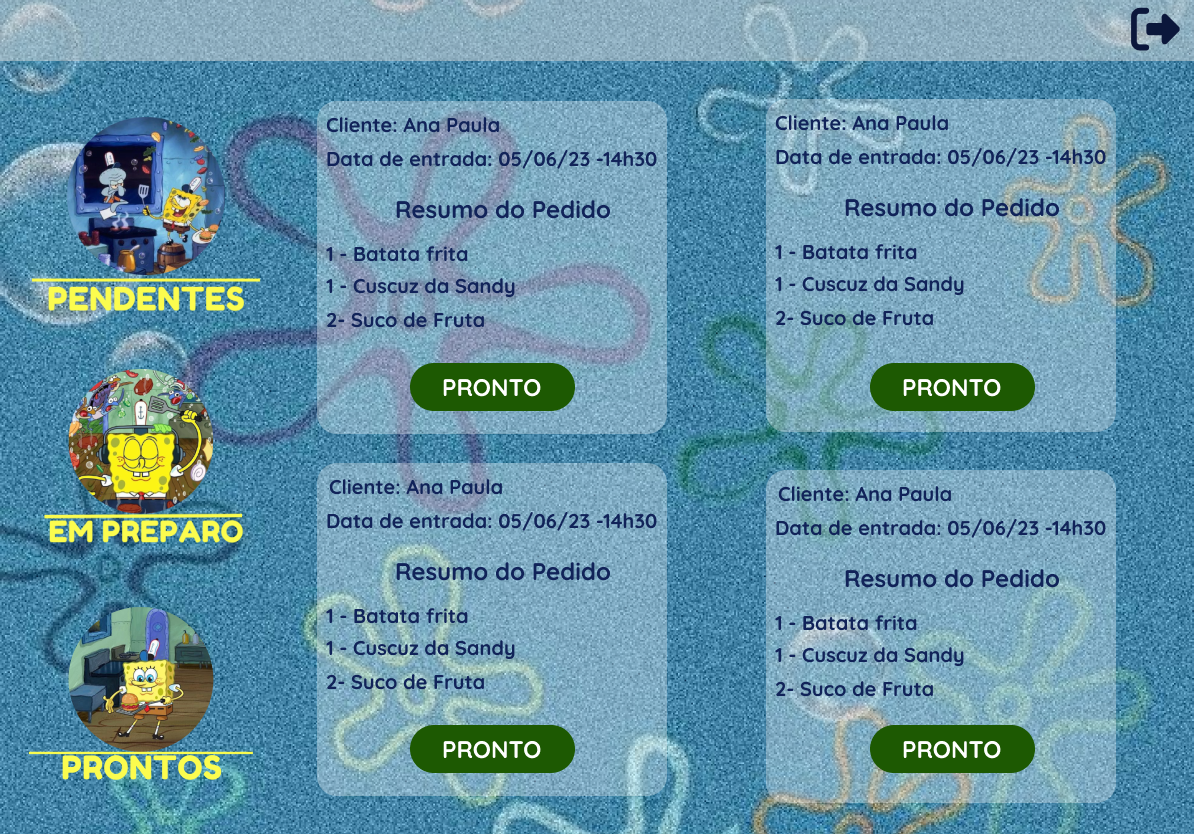 PENDENTES
EM PREPARO
PRONTOS
Cliente: Ana Paula
Data de entrada: 05/06/23 -14h30
Resumo do Pedido
1 - Batata frita
1 - Cuscuz da Sandy
2- Suco de Fruta
PRONTO
Cliente: Ana Paula
Data de entrada: 05/06/23 -14h30
Resumo do Pedido
1 - Batata frita
1 - Cuscuz da Sandy
2- Suco de Fruta
PRONTO
Cliente: Ana Paula
Data de entrada: 05/06/23 -14h30
Resumo do Pedido
1 - Batata frita
1 - Cuscuz da Sandy
2- Suco de Fruta
PRONTO
Cliente: Ana Paula
Data de entrada: 05/06/23 -14h30
Resumo do Pedido
1 - Batata frita
1 - Cuscuz da Sandy
2- Suco de Fruta
PRONTO